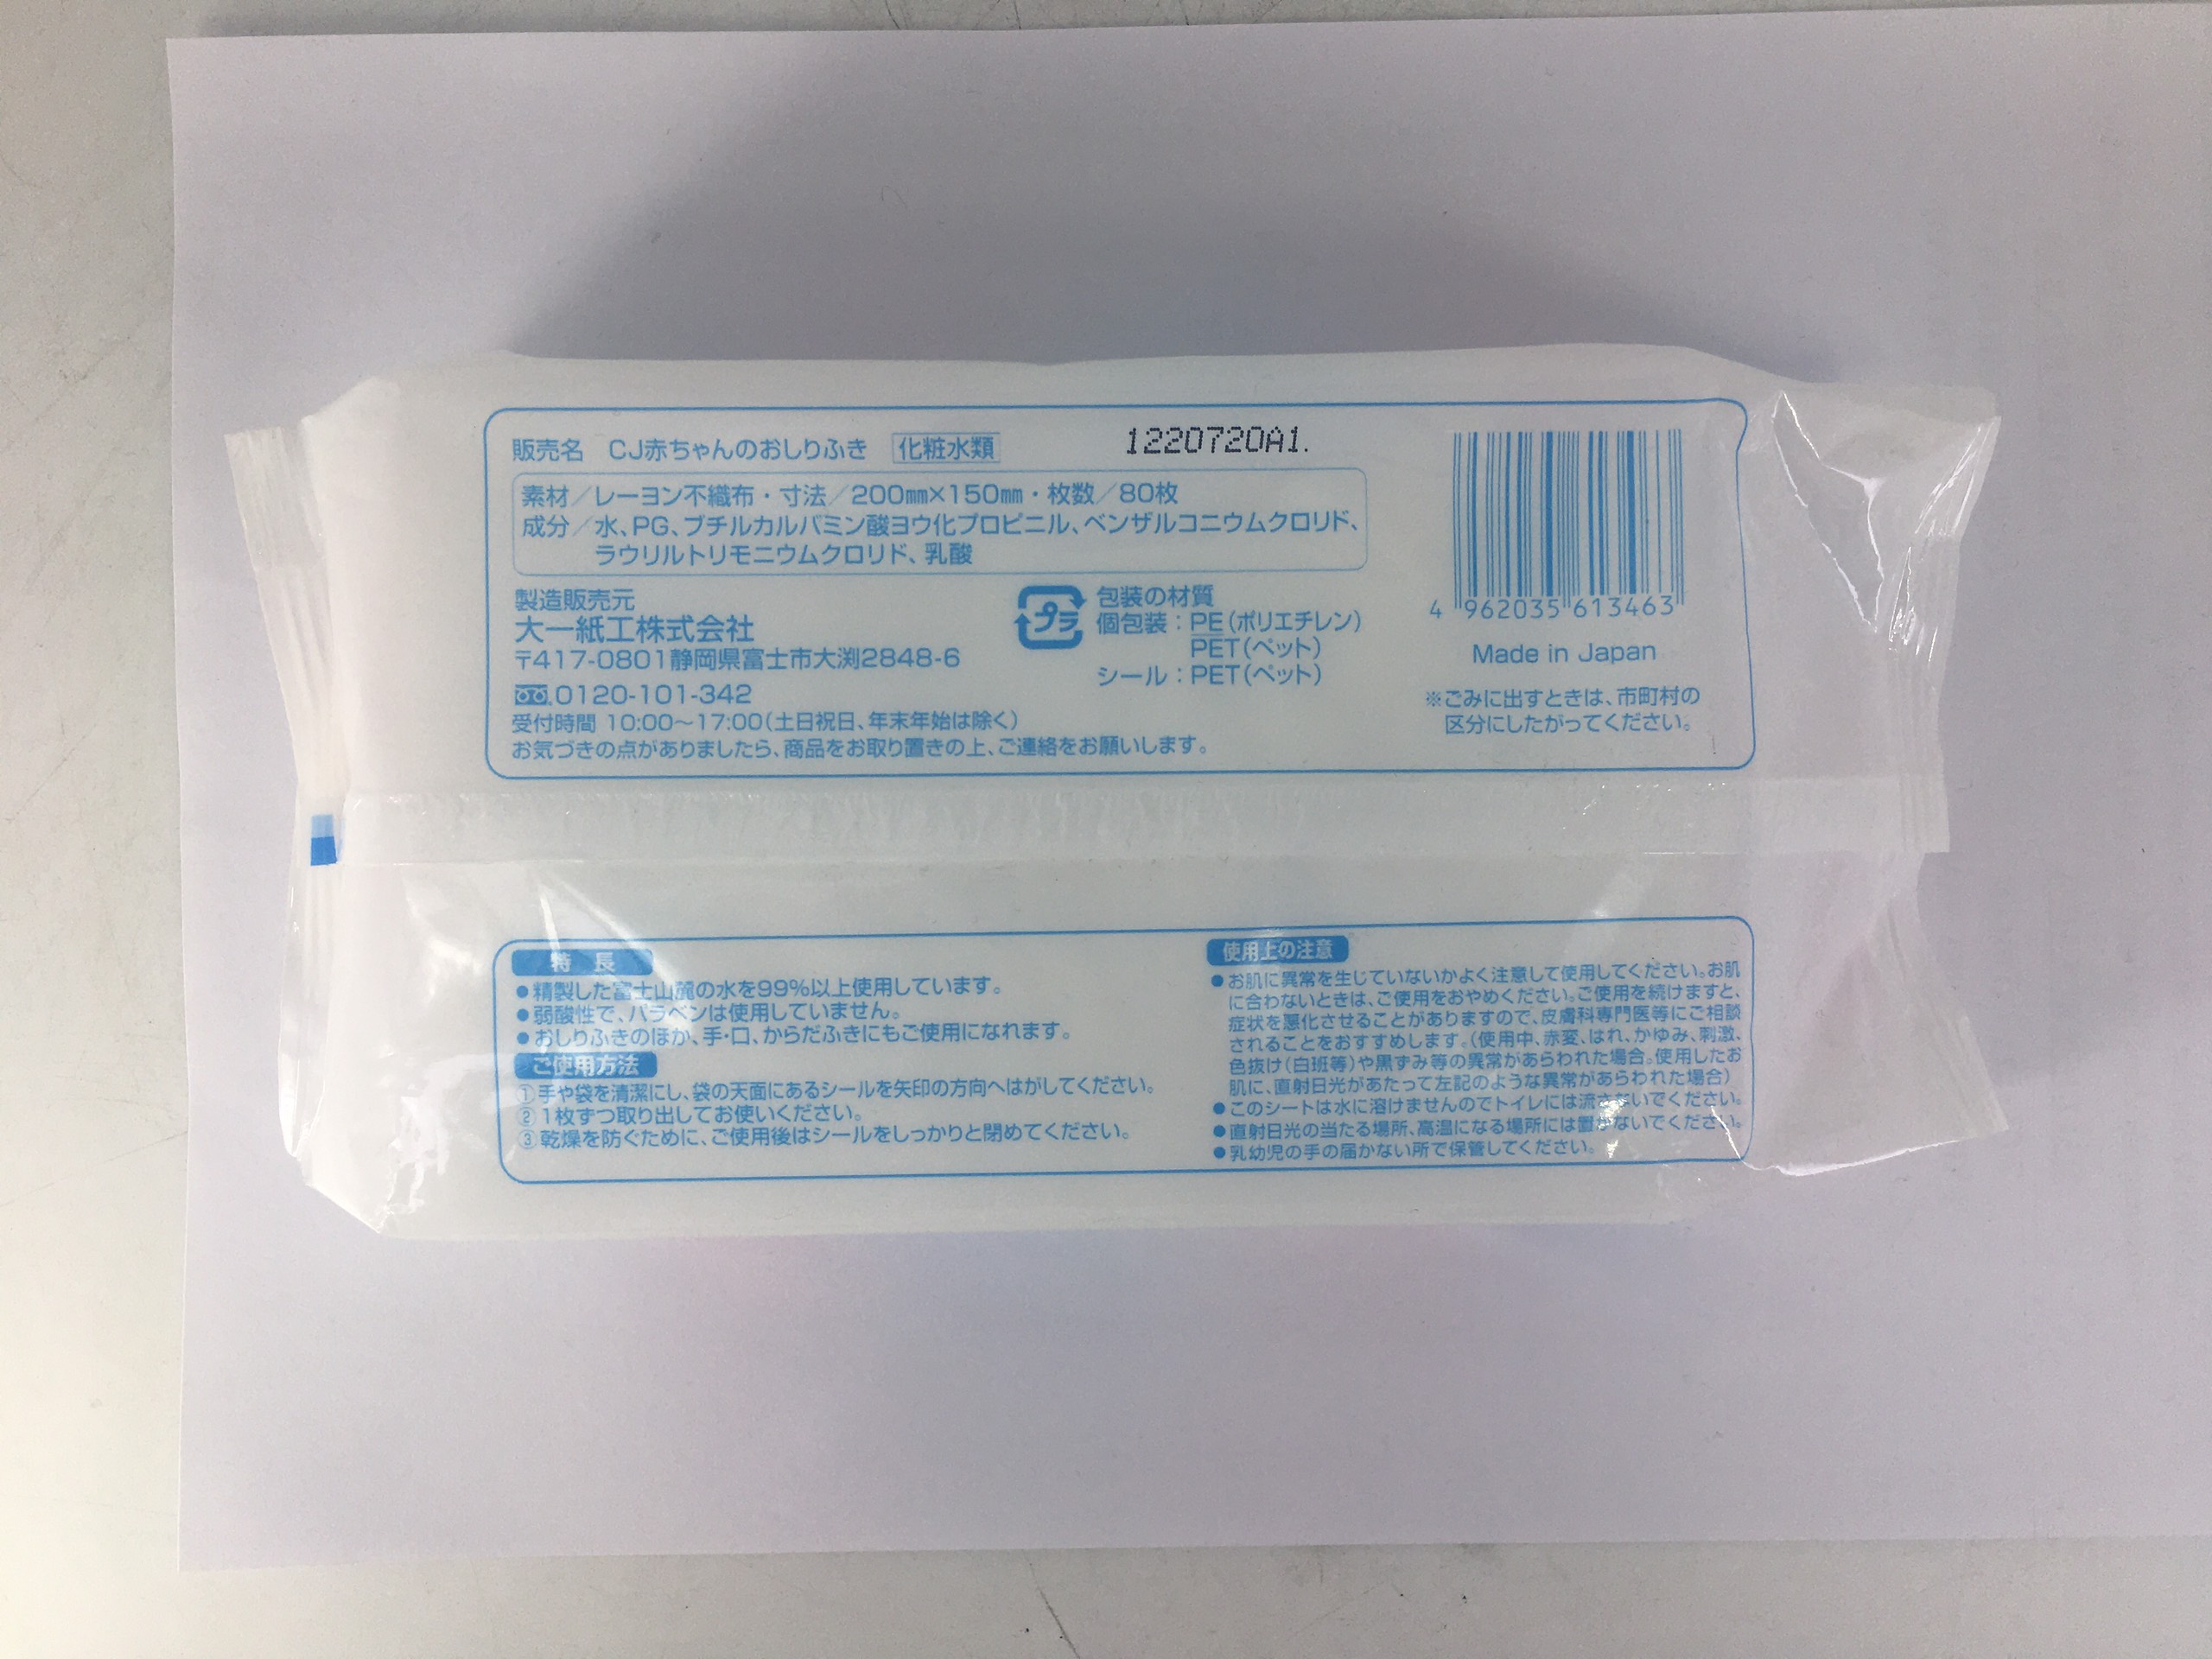 販売名 CJ赤ちゃんのおしりふき 化粧水類
1220720A1.
素材／レーヨン不織布・寸法／200㎜×150㎜・枚数／80枚
成分／水、PG、ブチルカルバミン酸ヨウ化プロピニル、ベンザルコニウムクロリド、
ラウリルトリモニウムクロリド、乳酸
製造販売元
大一紙工株式会社
〒417-0801静岡県富士市大渕2848-6
0120-101-342
受付時間 10:00〜17:00（土日祝日、年末年始は除く）
お気づきの点がありましたら、商品をお取り置きの上、ご連絡をお願いします。
プラ
包装の材質
個包装：PE（ポリエチレン）
PET（ペット）
シール：PET（ペット）
4 962035 613463
Made in Japan
※ごみに出すときは、市町村の
区分にしたがってください。
特 長
●精製した富士山麓の水を99％以上使用しています。
●弱酸性で、パラベンは使用していません。
●おしりふきのほか、手・口、からだふきにもご使用になれます。
ご使用方法
①手や袋を清潔にし、袋の天面にあるシールを矢印の方向へはがしてください。
②1枚ずつ取り出してお使いください。
③乾燥を防ぐために、ご使用後はシールをしっかりと閉めてください。
使用上の注意
●お肌に異常を生じていないかよく注意して使用してください。お肌
に合わないときは、ご使用をおやめください。ご使用を続けますと、
症状を悪化させることがありますので、皮膚科専門医等にご相談
されることをおすすめします。（使用中、赤変、はれ、かゆみ、刺激、
色抜け（白斑等）や黒ずみ等の異常があらわれた場合。使用したお
肌に、直射日光があたって左記のような異常があらわれた場合）
●このシートは水に溶けませんのでトイレには流さないでください。
●直射日光の当たる場所、高温になる場所には置かないでください。
●乳幼児の手の届かない所で保管してください。